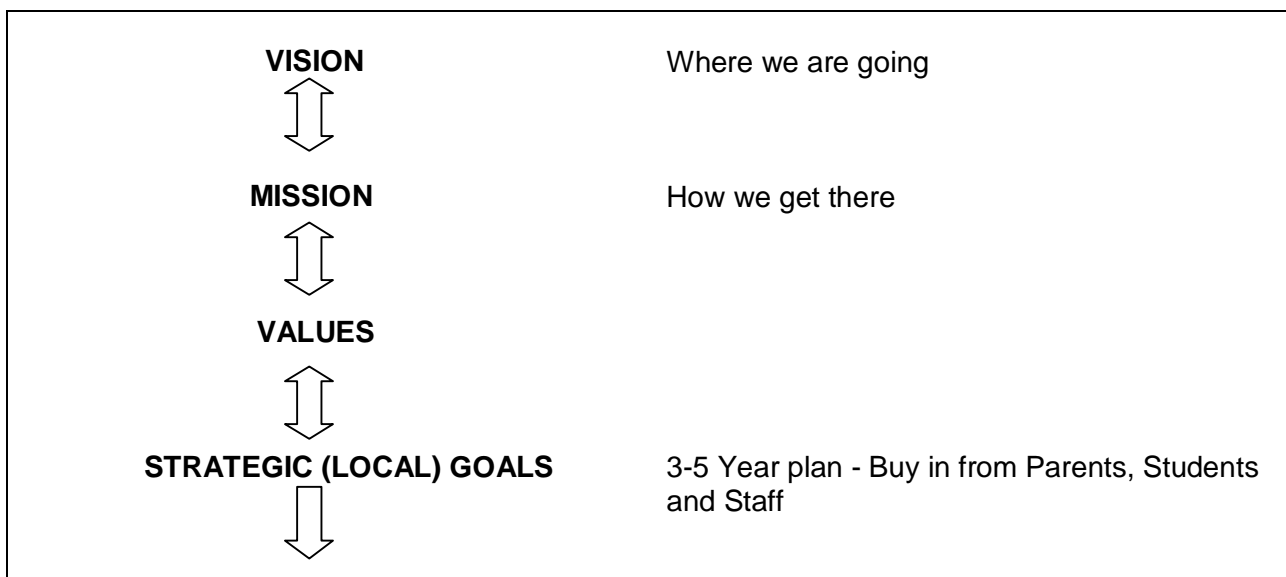 VISION Where we are going
MISSION How we get there
VALUES
STRATEGIC (LOCAL) GOALS 3-5 Year plan - Buy in from Parents, Students
and Staff